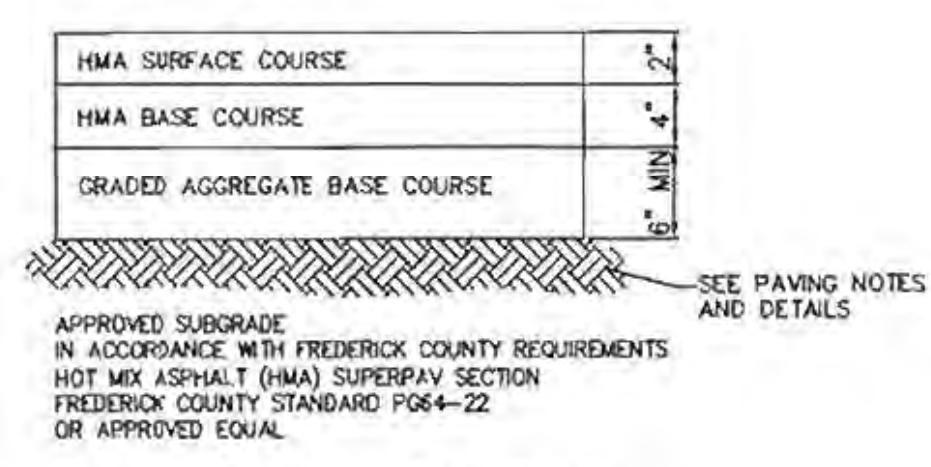 HMA SURFACE COURSE 2"
HMA BASE COURSE 4"
GRADED AGGREGATE BASE COURSE 6" MIN
SEE PAVING NOTES
AND DETAILS
APPROVED SUBGRADE
IN ACCORDANCE WITH FREDERICK COUNTY REQUIREMENTS
HOT MIX ASPHALT (HMA) SUPERPAV SECTION
FREDERICK COUNTY STANDARD PG64-22
OR APPROVED EQUAL